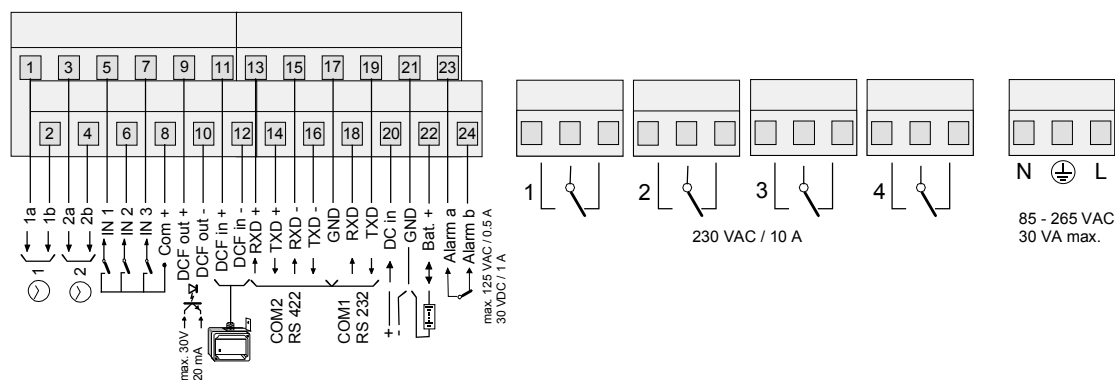 1 3 5 7 9 11 13 15 17 19 21 23
2 4 6 8 10 12 14 16 18 20 22 24
1a
1b
2a
2b
IN 1
IN 2
IN 3
Com +
DCF out +
DCF out -
DCF in +
DCF in -
RXD +
TXD +
RXD -
TXD -
GND
RXD
TXD
DC in
GND
Bat. +
Alarm a
Alarm b
1
2
max. 30V
20 mA
COM2
RS 422
COM1
RS 232
+
-
max. 125 VAC / 0.5 A
30 VDC / 1 A
1
2
3
4
230 VAC / 10 A
N L
85 - 265 VAC
30 VA max.